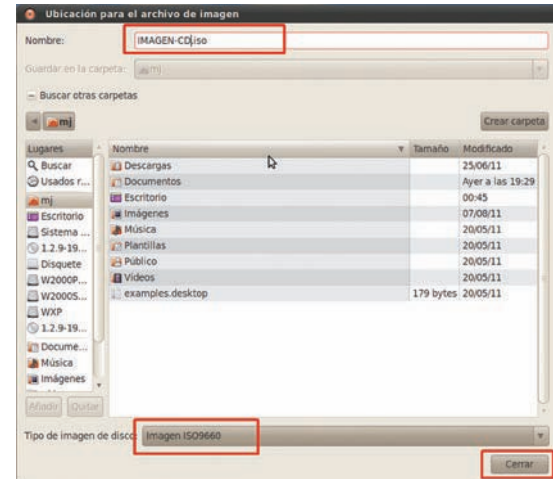 Ubicación para el archivo de imagen
Nombre: IMAGEN-CD.iso
Guardar en la carpeta: mj
Buscar otras carpetas
mj Crear carpeta
Lugares Nombre Tamaño Modificado
Buscar Descargas 25/06/11
Usados r... Documentos Ayer a las 19:29
mj Escritorio 00:45
Escritorio Imágenes 07/08/11
Sistema ... Música 20/05/11
1.2.9-19... Plantillas 20/05/11
Disquete Público 20/05/11
W2000P... Vídeos 20/05/11
W2000S... examples.desktop 179 bytes 20/05/11
WXP
1.2.9-19...
Docume...
Música
Imágenes
Añadir Quitar
Tipo de imagen de disco: Imagen ISO9660
Cerrar